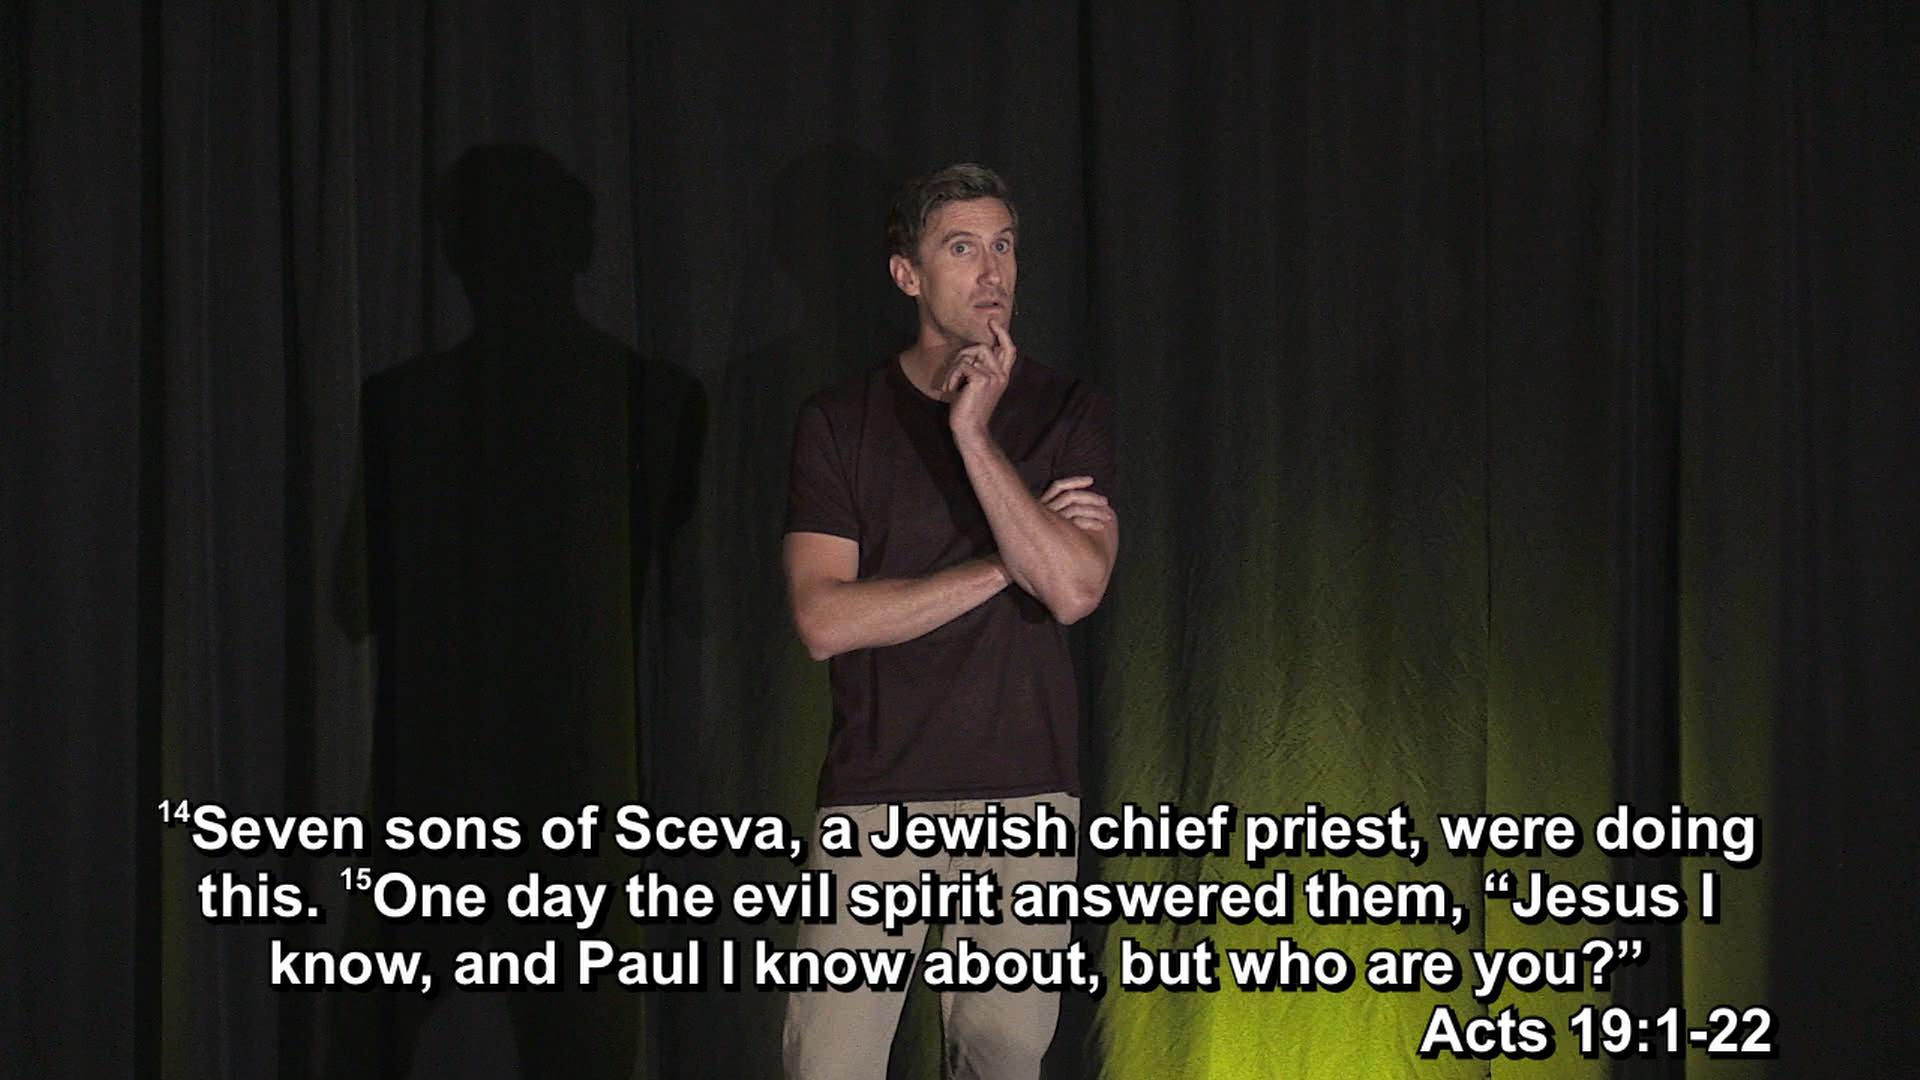 ¹⁴Seven sons of Sceva, a Jewish chief priest, were doing
this. ¹⁵One day the evil spirit answered them, “Jesus I
know, and Paul I know about, but who are you?”
Acts 19:1-22